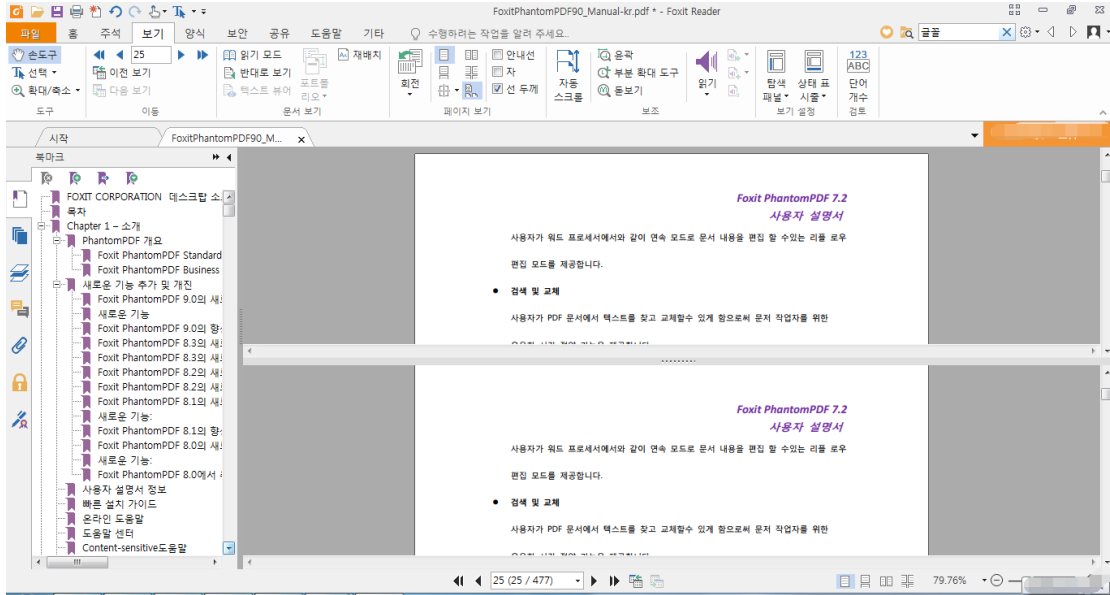 FoxitPhantomPDF90_Manual-kr.pdf * - Foxit Reader
파일 홈 주석 보기 양식 보안 공유 도움말 기타 수행하려는 작업을 알려 주세요.. 글꼴
손도구 25 읽기 모드 재배치 안내선 윤곽 123
선택 이전 보기 반대로 보기 포트폴리오 회전 자 자동 스크롤 부분 확대 도구 읽기 탐색 패널 상태 표시줄 ABC 단어 개수
확대/축소 다음 보기 텍스트 뷰어 선 두께 돋보기
도구 이동 문서 보기 페이지 보기 보조 보기 설정 검토
시작 FoxitPhantomPDF90_M...
북마크
FOXIT CORPORATION 데스크탑 소
목자
Chapter 1 – 소개
PhantomPDF 개요
Foxit PhantomPDF Standard
Foxit PhantomPDF Business
새로운 기능 추가 및 개진
Foxit PhantomPDF 9.0의 새
새로운 기능
Foxit PhantomPDF 9.0의 향
Foxit PhantomPDF 8.3의 새
Foxit PhantomPDF 8.3의 새
Foxit PhantomPDF 8.2의 새
Foxit PhantomPDF 8.2의 새
Foxit PhantomPDF 8.1의 새
새로운 기능:
Foxit PhantomPDF 8.1의 향
Foxit PhantomPDF 8.0의 새
새로운 기능:
Foxit PhantomPDF 8.0에서
사용자 설명서 정보
빠른 설치 가이드
온라인 도움말
도움말 센터
Content-sensitive도움말
Foxit PhantomPDF 7.2
사용자 설명서
사용자가 워드 프로세서에서와 같이 연속 모드로 문서 내용을 편집 할 수있는 리플 로우
편집 모드를 제공합니다.
● 검색 및 교체
사용자가 PDF 문서에서 텍스트를 찾고 교체할수 있게 함으로써 문저 작업자를 위한
Foxit PhantomPDF 7.2
사용자 설명서
사용자가 워드 프로세서에서와 같이 연속 모드로 문서 내용을 편집 할 수있는 리플 로우
편집 모드를 제공합니다.
● 검색 및 교체
사용자가 PDF 문서에서 텍스트를 찾고 교체할수 있게 함으로써 문저 작업자를 위한
25 (25 / 477) 79.76%